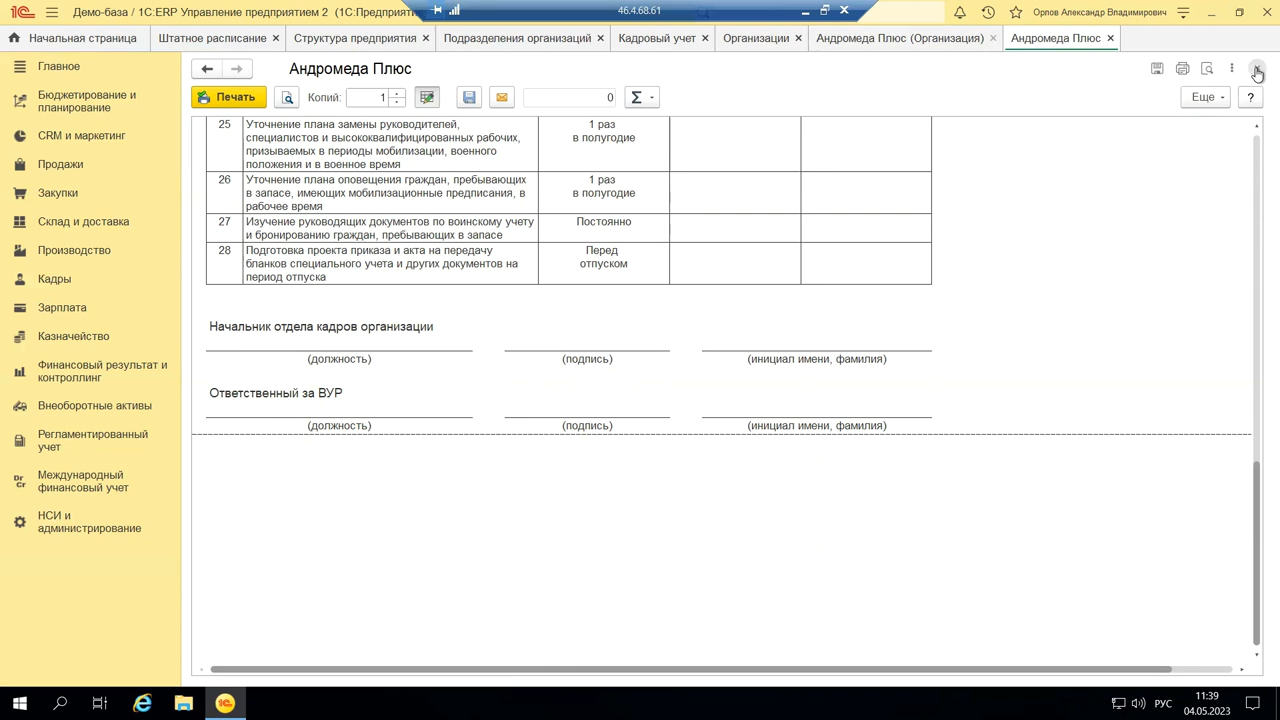 Демо-база / 1С:ERP Управление предприятием 2 (1С:Предприяти
46.4.68.61
Орлов Александр Владимирович
Начальная страница
Штатное расписание
Структура предприятия
Подразделения организаций
Кадровый учет
Организации
Андромеда Плюс (Организация)
Андромеда Плюс
Главное
Бюджетирование и
планирование
CRM и маркетинг
Продажи
Закупки
Склад и доставка
Производство
Кадры
Зарплата
Казначейство
Финансовый результат и
контроллинг
Внеоборотные активы
Регламентированный
учет
Международный
финансовый учет
НСИ и
администрирование
Андромеда Плюс
Печать
Копий: 1
0
Σ
Еще
?
25 Уточнение плана замены руководителей, 1 раз
специалистов и высококвалифицированных рабочих, в полугодие
призываемых в периоды мобилизации, военного
положения и в военное время
26 Уточнение плана оповещения граждан, пребывающих 1 раз
в запасе, имеющих мобилизационные предписания, в в полугодие
рабочее время
27 Изучение руководящих документов по воинскому учету Постоянно
и бронированию граждан, пребывающих в запасе
28 Подготовка проекта приказа и акта на передачу Перед
бланков специального учета и других документов на отпуском
период отпуска
Начальник отдела кадров организации
(должность) (подпись) (инициал имени, фамилия)
Ответственный за ВУР
(должность) (подпись) (инициал имени, фамилия)
РУС
11:39
04.05.2023